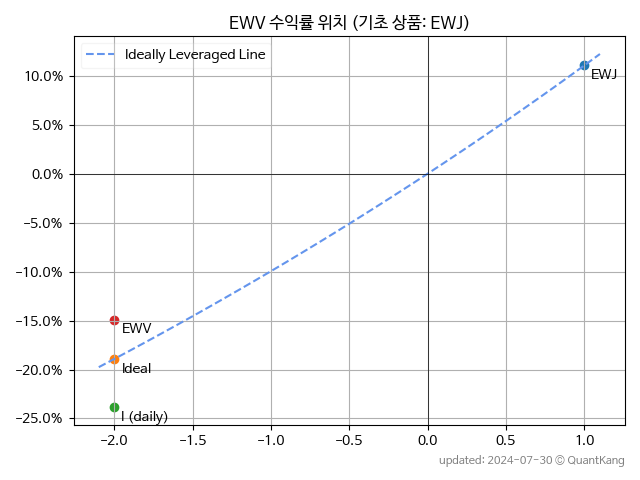 EWV 수익률 위치 (기초 상품: EWJ)
Ideally Leveraged Line
10.0%
5.0%
0.0%
−5.0%
−10.0%
−15.0%
−20.0%
−25.0%
EWJ
EWV
Ideal
I (daily)
−2.0 −1.5 −1.0 −0.5 0.0 0.5 1.0
updated: 2024-07-30 © QuantKang